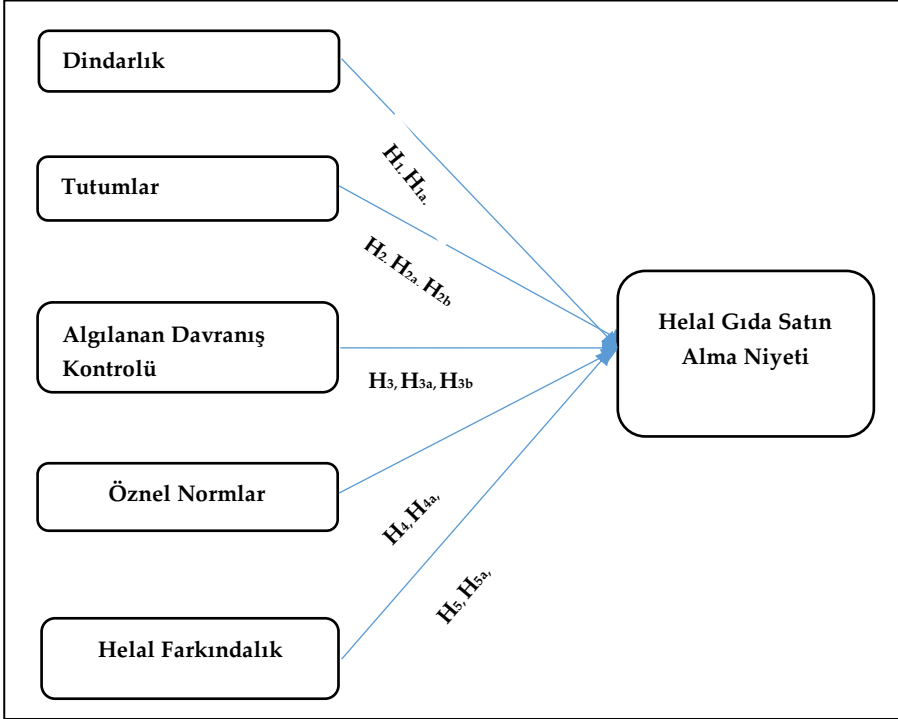 Dindarlık
H1, H1a.
Tutumlar
H2. H2a. H2b
Algılanan Davranış
Kontrolü
H3, H3a, H3b
Helal Gıda Satın
Alma Niyeti
Öznel Normlar
H4, H4a,
H5, H5a,
Helal Farkındalık